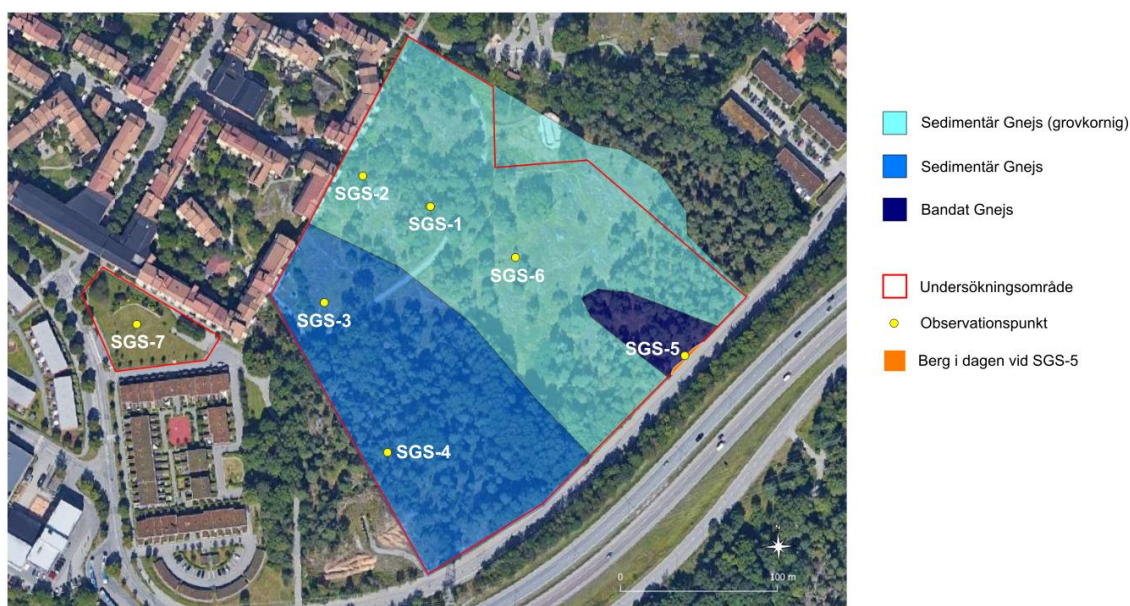 Sedimentär Gnejs (grovkornig)
Sedimentär Gnejs
Bandat Gnejs
Undersökningsområde
Observationspunkt
Berg i dagen vid SGS-5
SGS-2
SGS-1
SGS-6
SGS-3
SGS-7
SGS-5
SGS-4
0 100 m